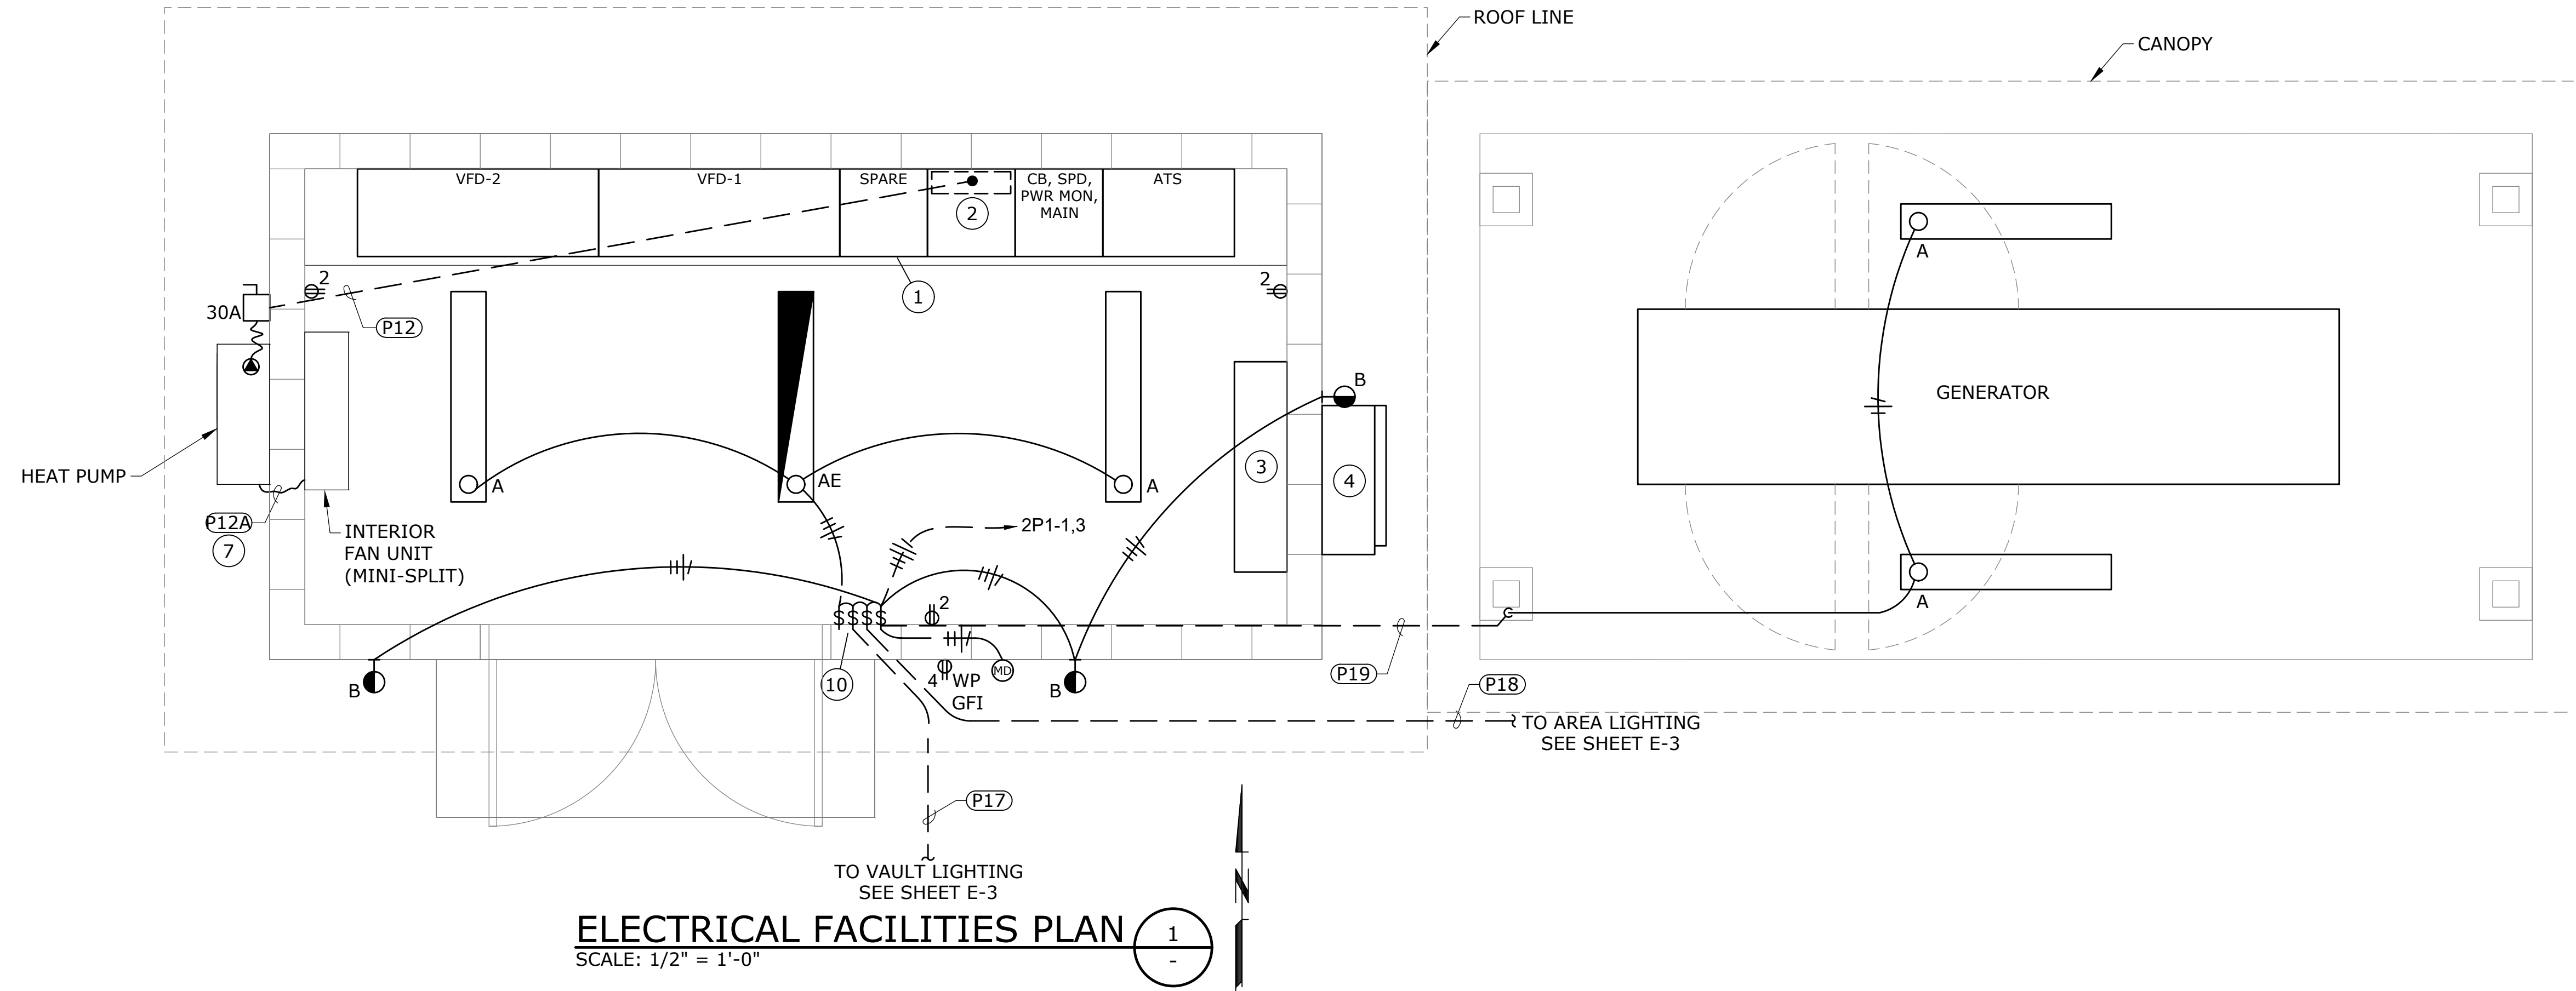 ROOF LINE
CANOPY
VFD-2
VFD-1
SPARE
CB, SPD,
PWR MON,
MAIN
ATS
2
1
2
2
30A
P12
B
GENERATOR
A
3
4
HEAT PUMP
A
AE
A
P12A
7
INTERIOR
FAN UNIT
(MINI-SPLIT)
2P1-1,3
$ $ $ $
2
A
10
4
WP
GFI
MD
B
B
P19
P18
TO AREA LIGHTING
SEE SHEET E-3
P17
TO VAULT LIGHTING
SEE SHEET E-3
N
ELECTRICAL FACILITIES PLAN
1
-
SCALE: 1/2" = 1'-0"